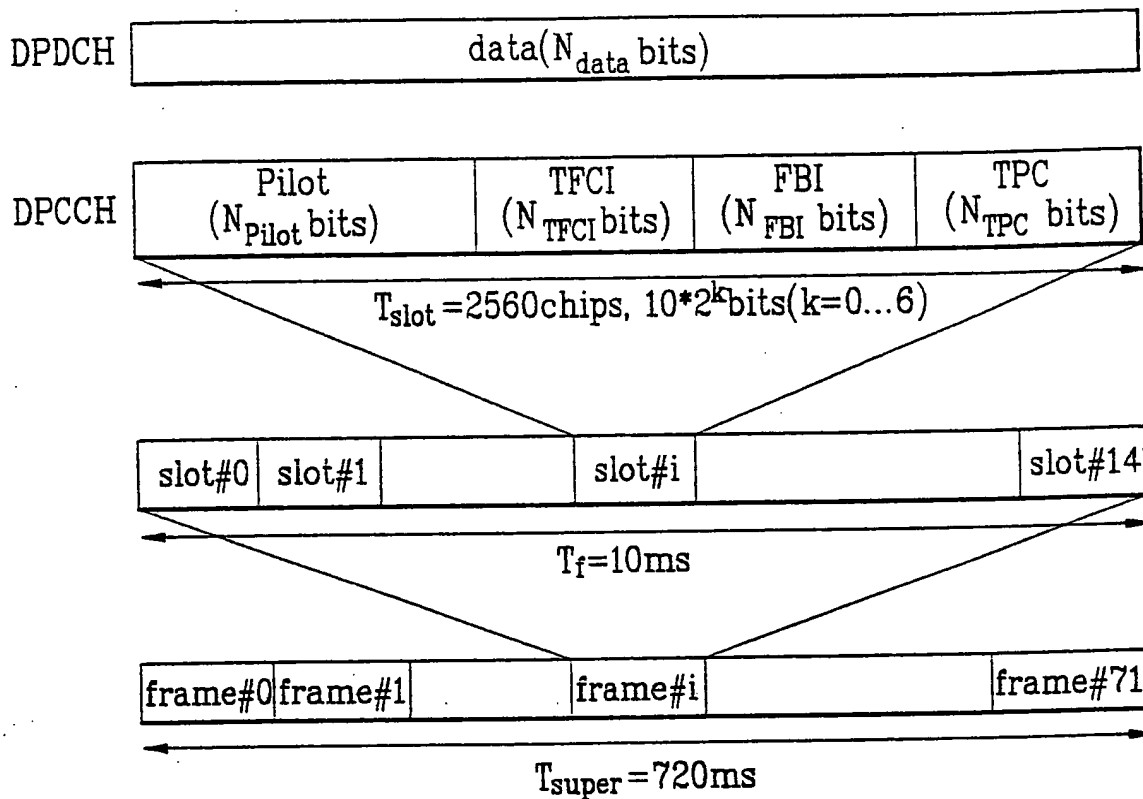 DPDCH data(N_data bits)
DPCCH
Pilot
(N_Pilot bits)
TFCI
(N_TFCI bits)
FBI
(N_FBI bits)
TPC
(N_TPC bits)
T_slot=2560chips, 10*2^k bits(k=0...6)
slot#0 slot#1 slot#i slot#14
T_f=10ms
frame#0 frame#1 frame#i frame#71
T_super=720ms